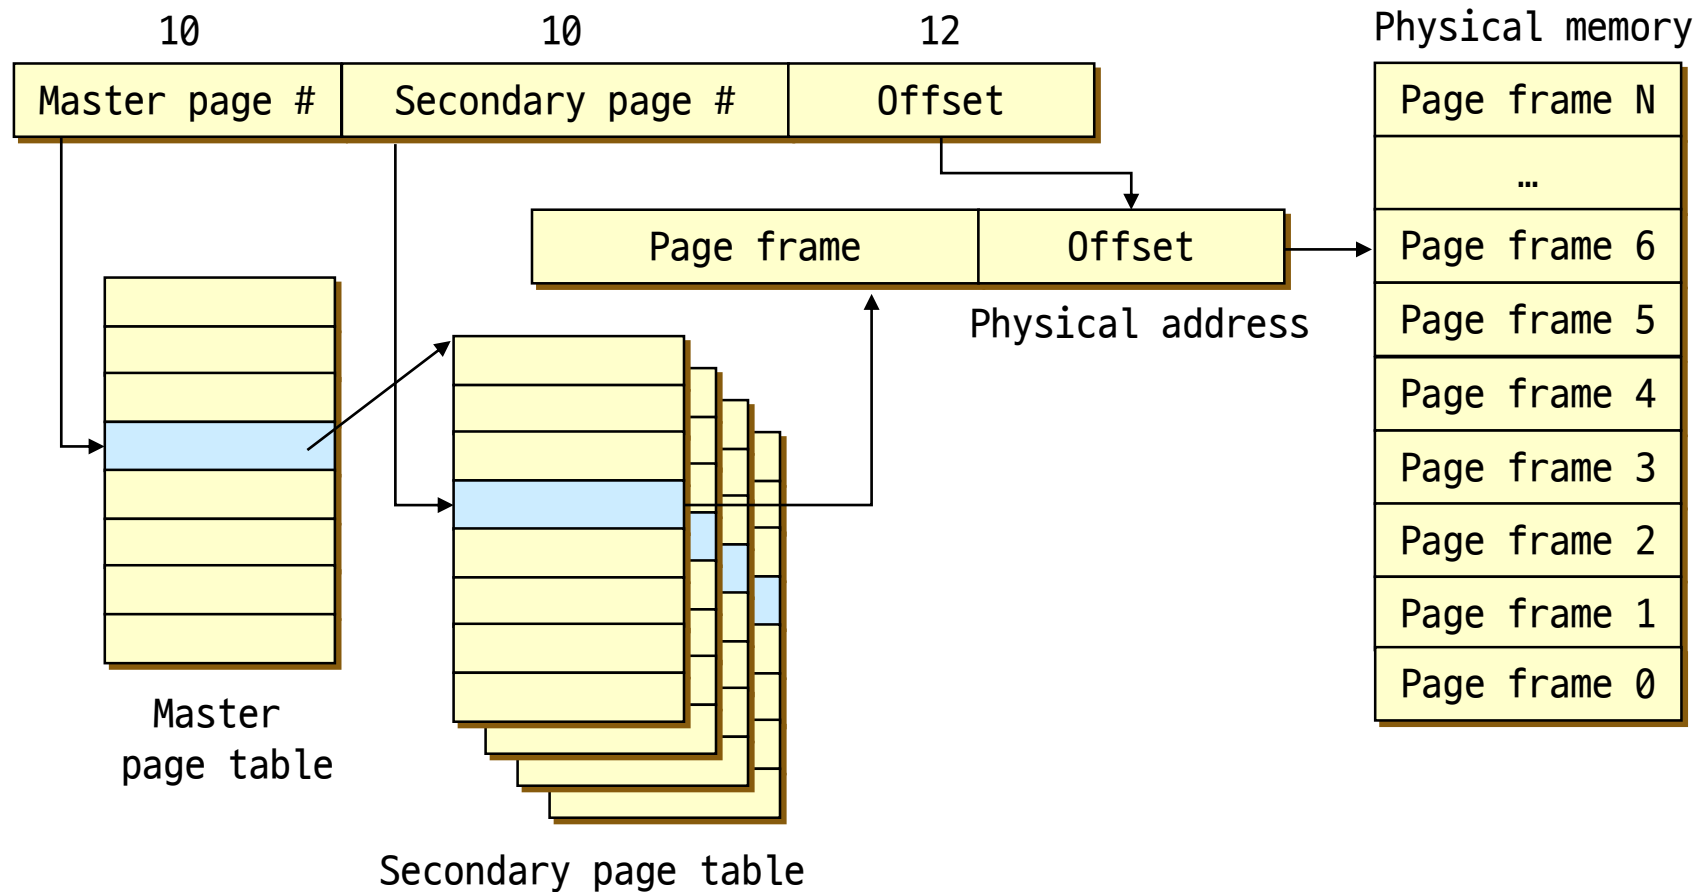 10
10
12
Physical memory
Master page #
Secondary page #
Offset
Page frame N
…
Page frame
Offset
Page frame 6
Physical address
Page frame 5
Page frame 4
Page frame 3
Page frame 2
Page frame 1
Page frame 0
Master
page table
Secondary page table